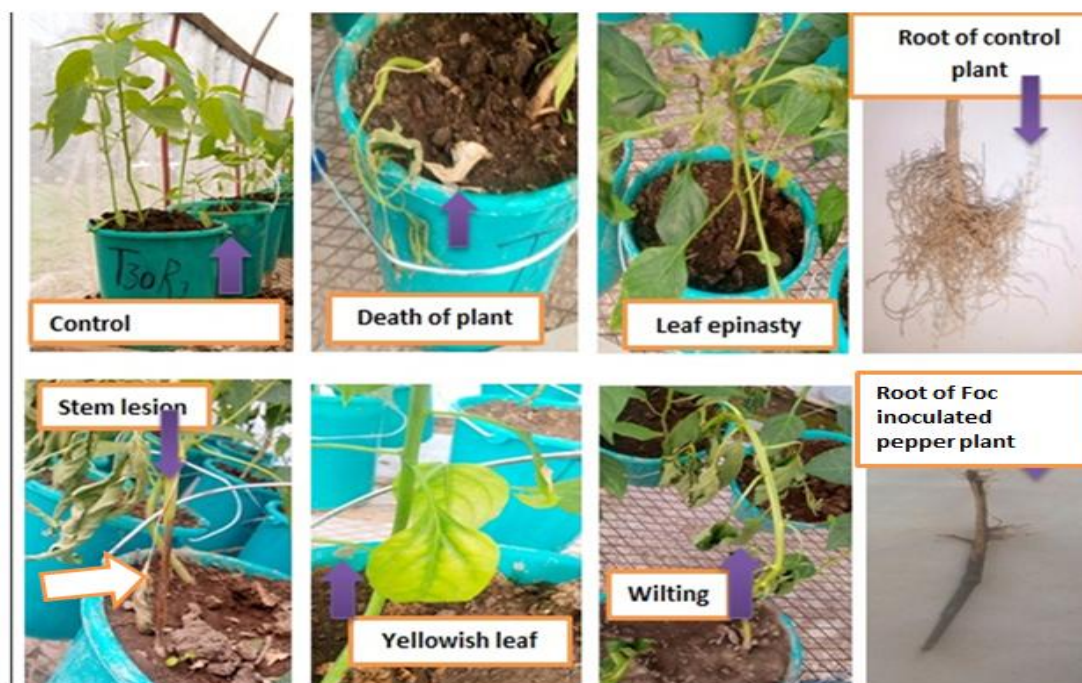 Control
Death of plant
Leaf epinasty
Root of control
plant
Stem lesion
Yellowish leaf
Wilting
Root of Foc
inoculated
pepper plant